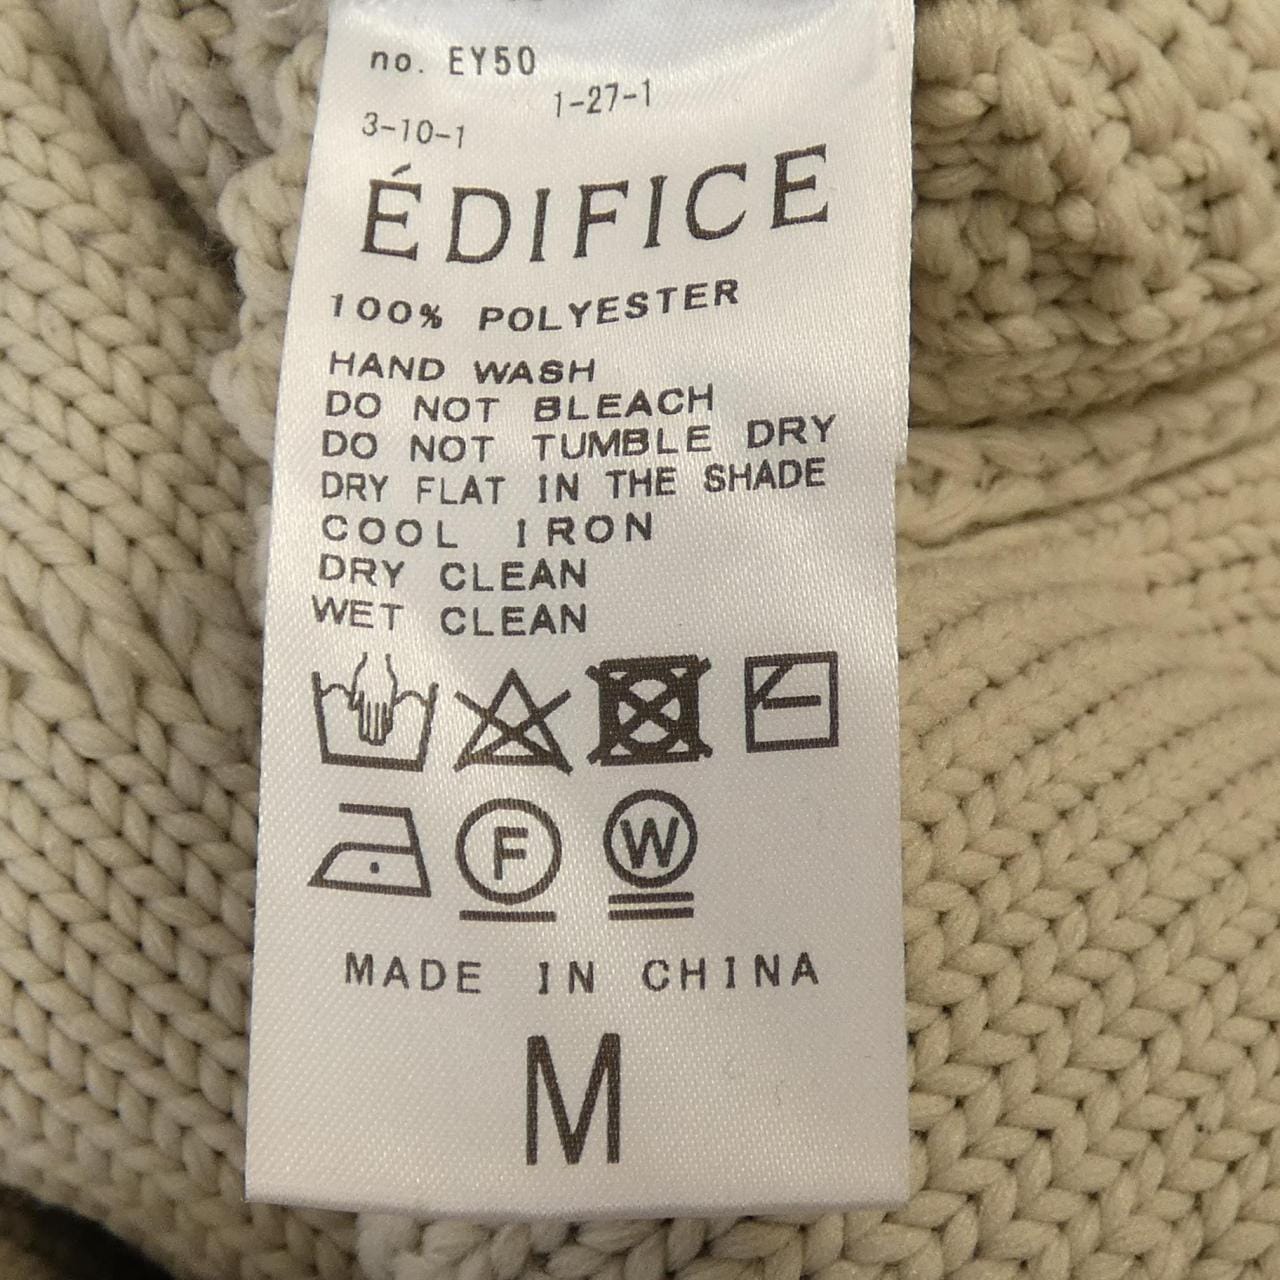 no. EY50
1-27-1
3-10-1
ÉDIFICE
100% POLYESTER
HAND WASH
DO NOT BLEACH
DO NOT TUMBLE DRY
DRY FLAT IN THE SHADE
COOL IRON
DRY CLEAN
WET CLEAN
F W
MADE IN CHINA
M